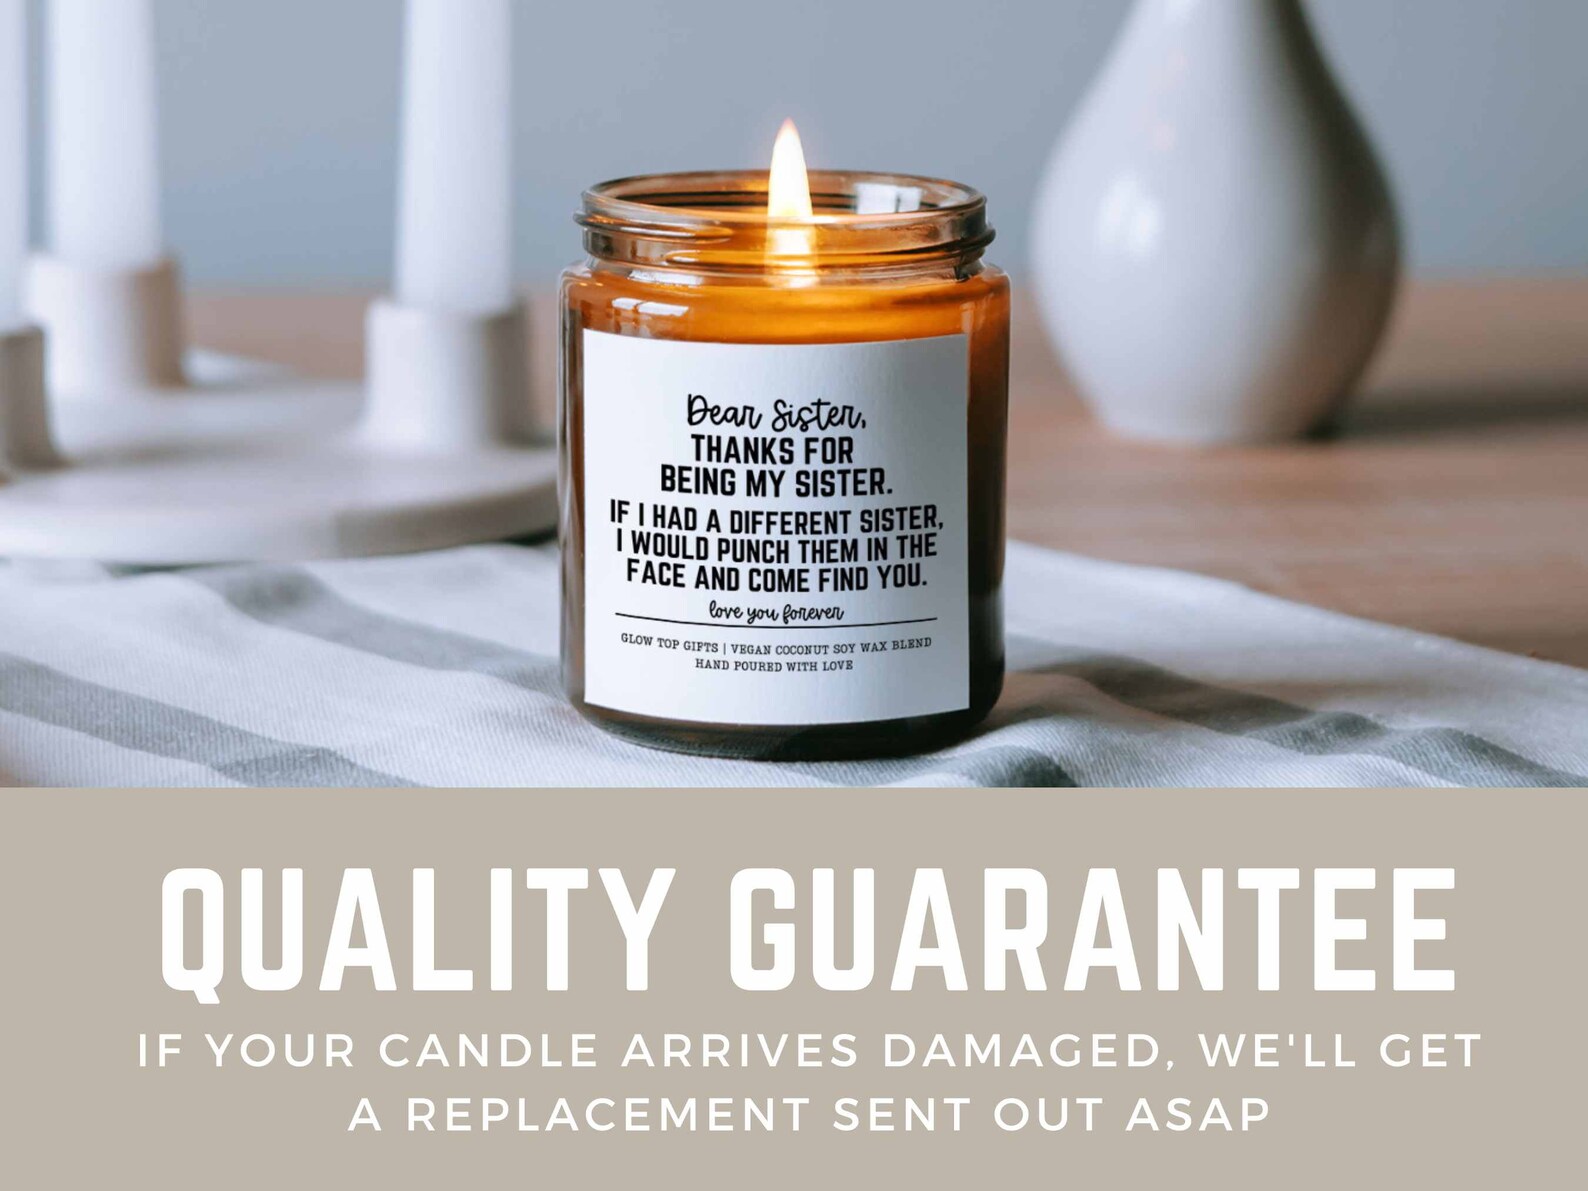 Dear Sister,
THANKS FOR
BEING MY SISTER.
IF I HAD A DIFFERENT SISTER,
I WOULD PUNCH THEM IN THE
FACE AND COME FIND YOU.
love you forever
GLOW TOP GIFTS | VEGAN COCONUT SOY WAX BLEND
HAND POURED WITH LOVE
QUALITY GUARANTEE
IF YOUR CANDLE ARRIVES DAMAGED, WE'LL GET
A REPLACEMENT SENT OUT ASAP